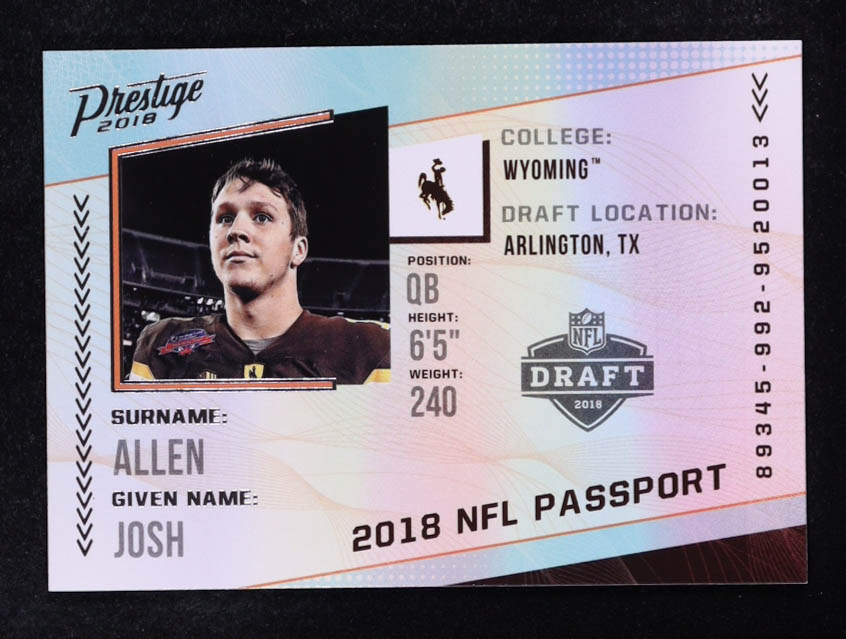 Prestige
2018
COLLEGE:
WYOMING™
DRAFT LOCATION:
ARLINGTON, TX
POSITION:
QB
HEIGHT:
6'5"
WEIGHT:
240
NFL
DRAFT
2018
SURNAME:
ALLEN
GIVEN NAME:
JOSH
2018 NFL PASSPORT
89345-992-9520013